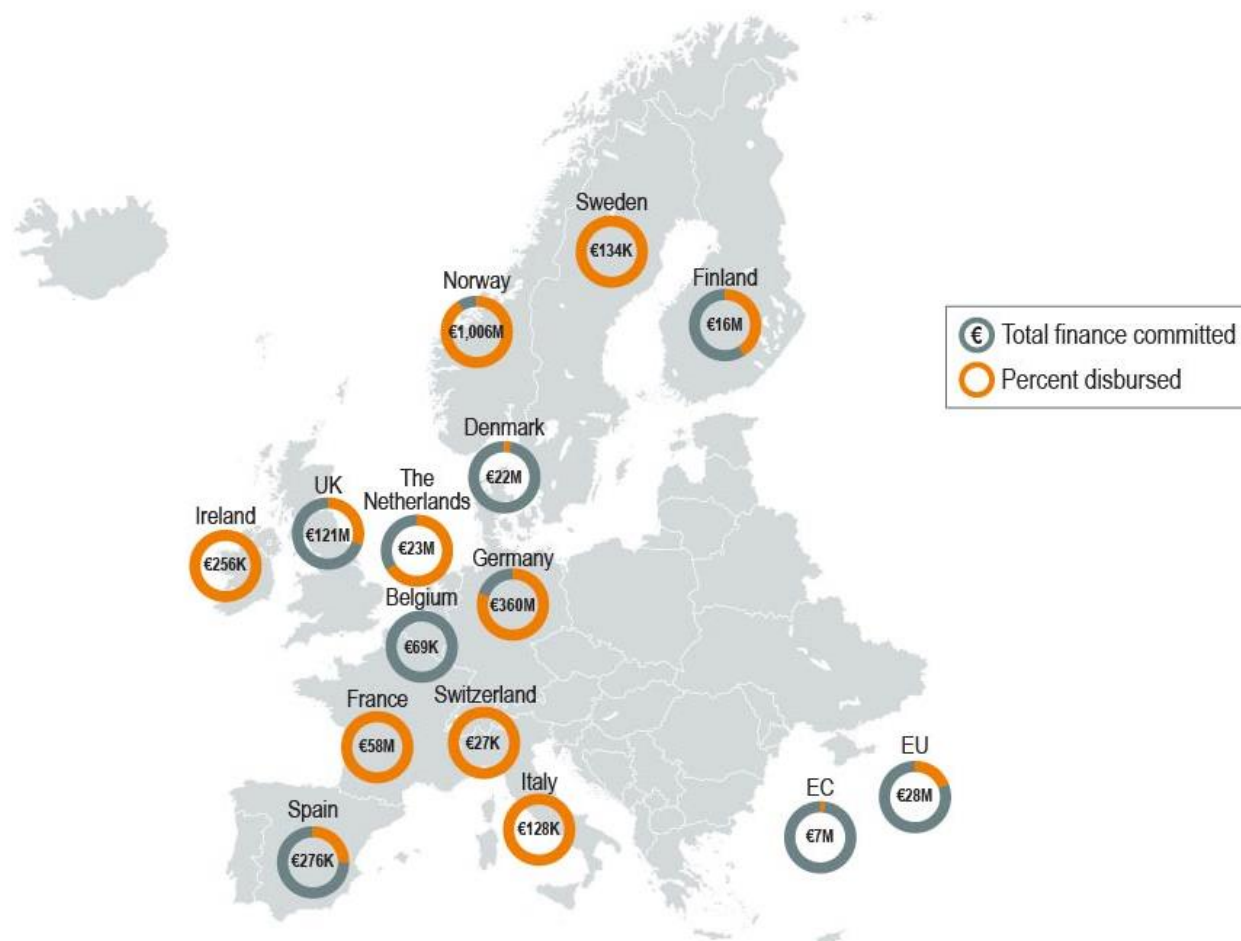 Sweden
€134K
Norway
€1,006M
Finland
€16M
€ Total finance committed
Percent disbursed
Denmark
€22M
The
Netherlands
€23M
UK
€121M
Ireland
€256K
Germany
€360M
Belgium
€69K
France
€58M
Switzerland
€27K
Italy
€128K
Spain
€276K
EC
€7M
EU
€28M